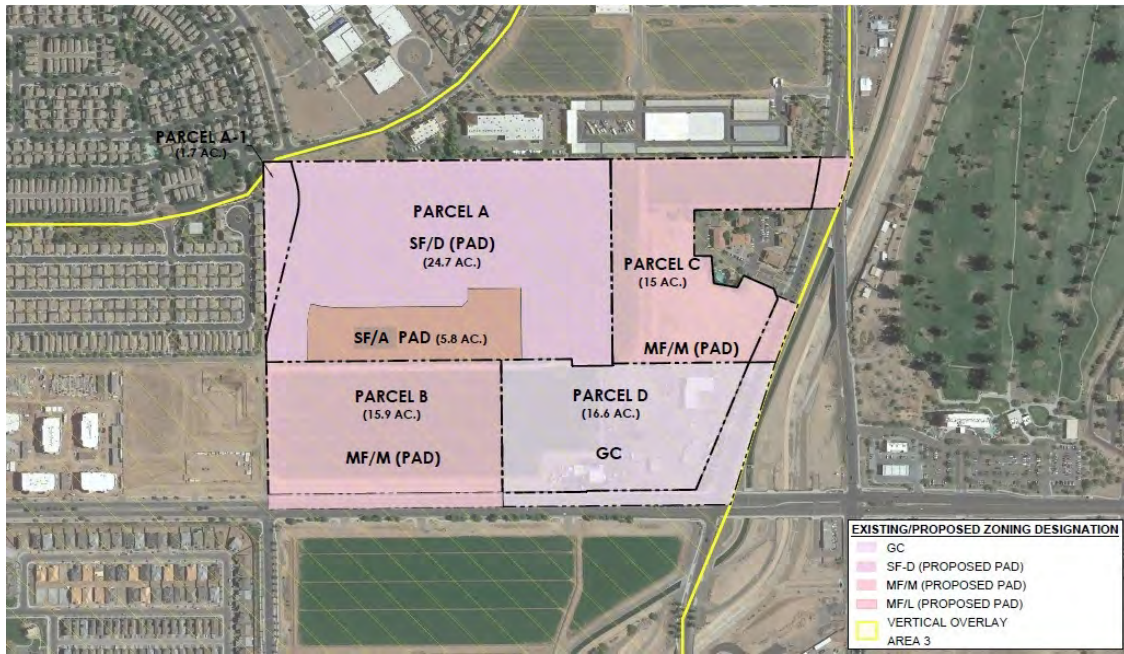 PARCEL A-1
(1.7 AC.)
PARCEL A
SF/D (PAD)
(24.7 AC.)
PARCEL C
(15 AC.)
SF/A PAD (5.8 AC.)
MF/M (PAD)
PARCEL B
(15.9 AC.)
MF/M (PAD)
PARCEL D
(16.6 AC.)
GC
EXISTING/PROPOSED ZONING DESIGNATION
GC
SF-D (PROPOSED PAD)
MF/M (PROPOSED PAD)
MF/L (PROPOSED PAD)
VERTICAL OVERLAY
AREA 3